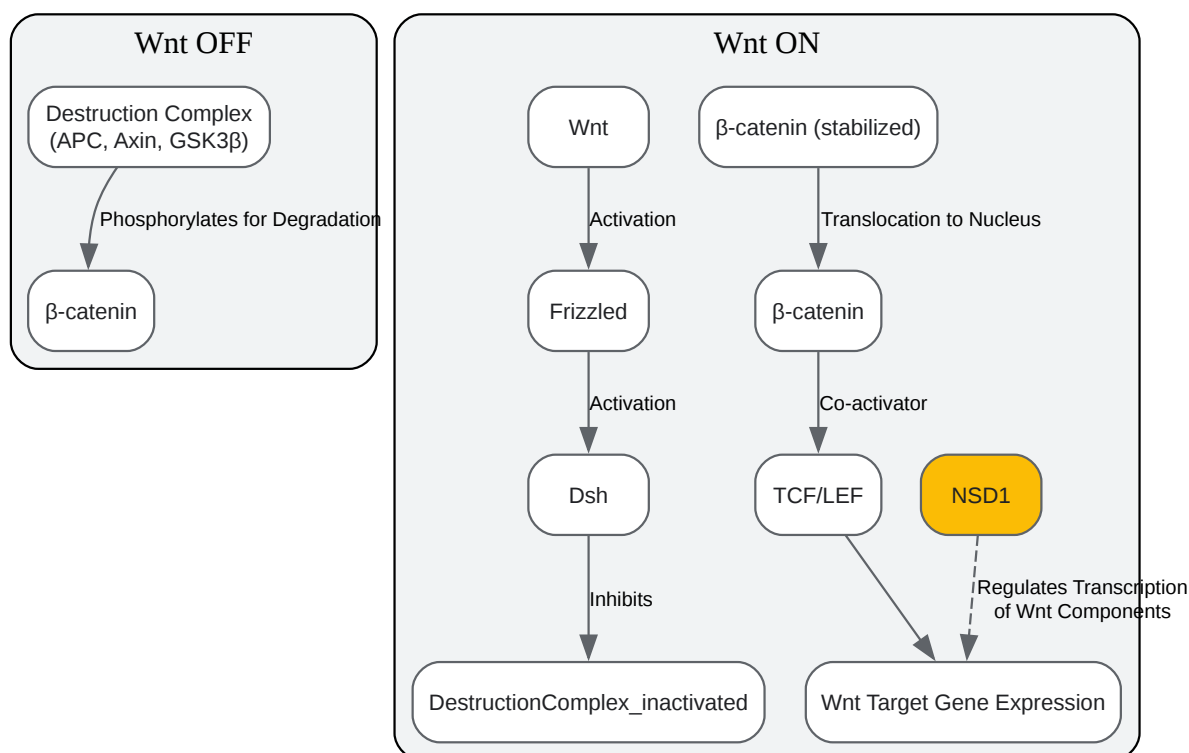 Wnt OFF
Destruction Complex
(APC, Axin, GSK3β)
Phosphorylates for Degradation
β-catenin
Wnt ON
Wnt
Activation
Frizzled
Activation
Dsh
Inhibits
DestructionComplex_inactivated
β-catenin (stabilized)
Translocation to Nucleus
β-catenin
Co-activator
TCF/LEF
NSD1
Regulates Transcription
of Wnt Components
Wnt Target Gene Expression